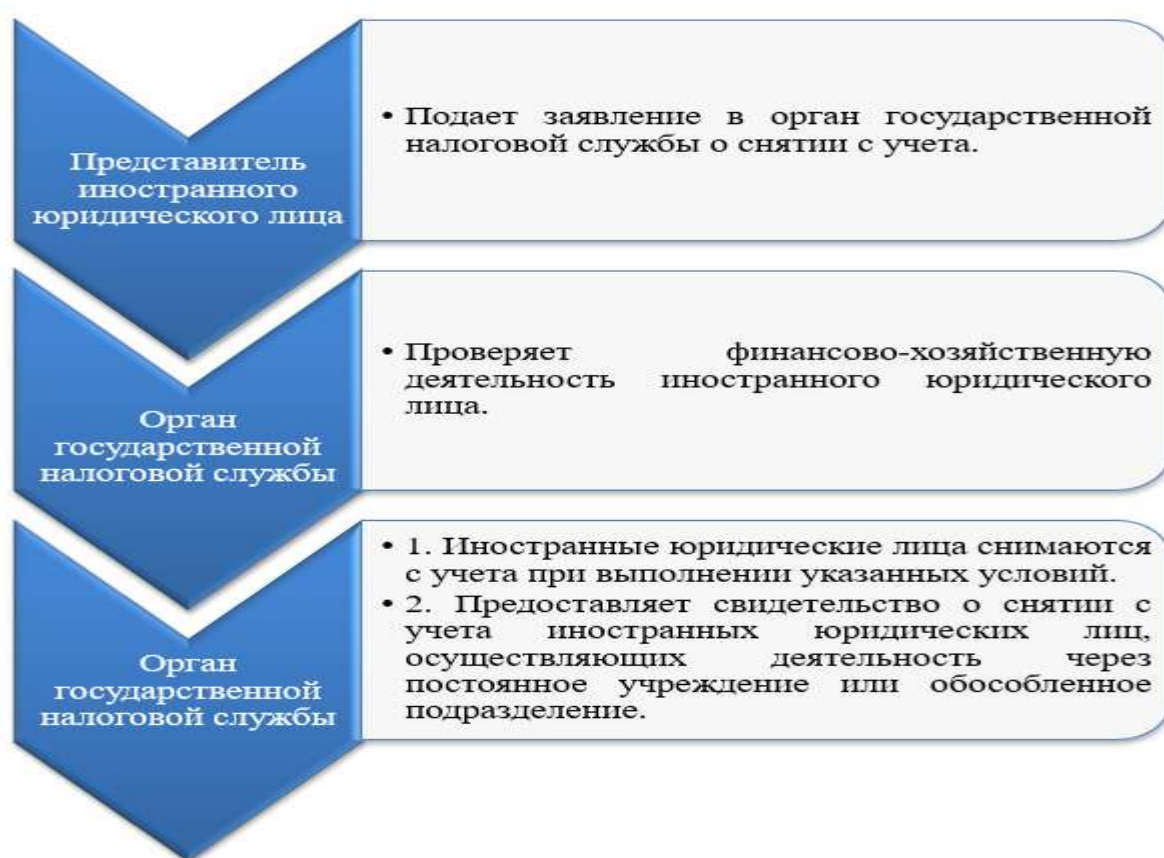 Представитель
иностранного
юридического лица
• Подает заявление в орган государственной
налоговой службы о снятии с учета.
Орган
государственной
налоговой службы
• Проверяет финансово-хозяйственную
деятельность иностранного юридического
лица.
Орган
государственной
налоговой службы
• 1. Иностранные юридические лица снимаются
с учета при выполнении указанных условий.
• 2. Предоставляет свидетельство о снятии с
учета иностранных юридических лиц,
осуществляющих деятельность через
постоянное учреждение или обособленное
подразделение.